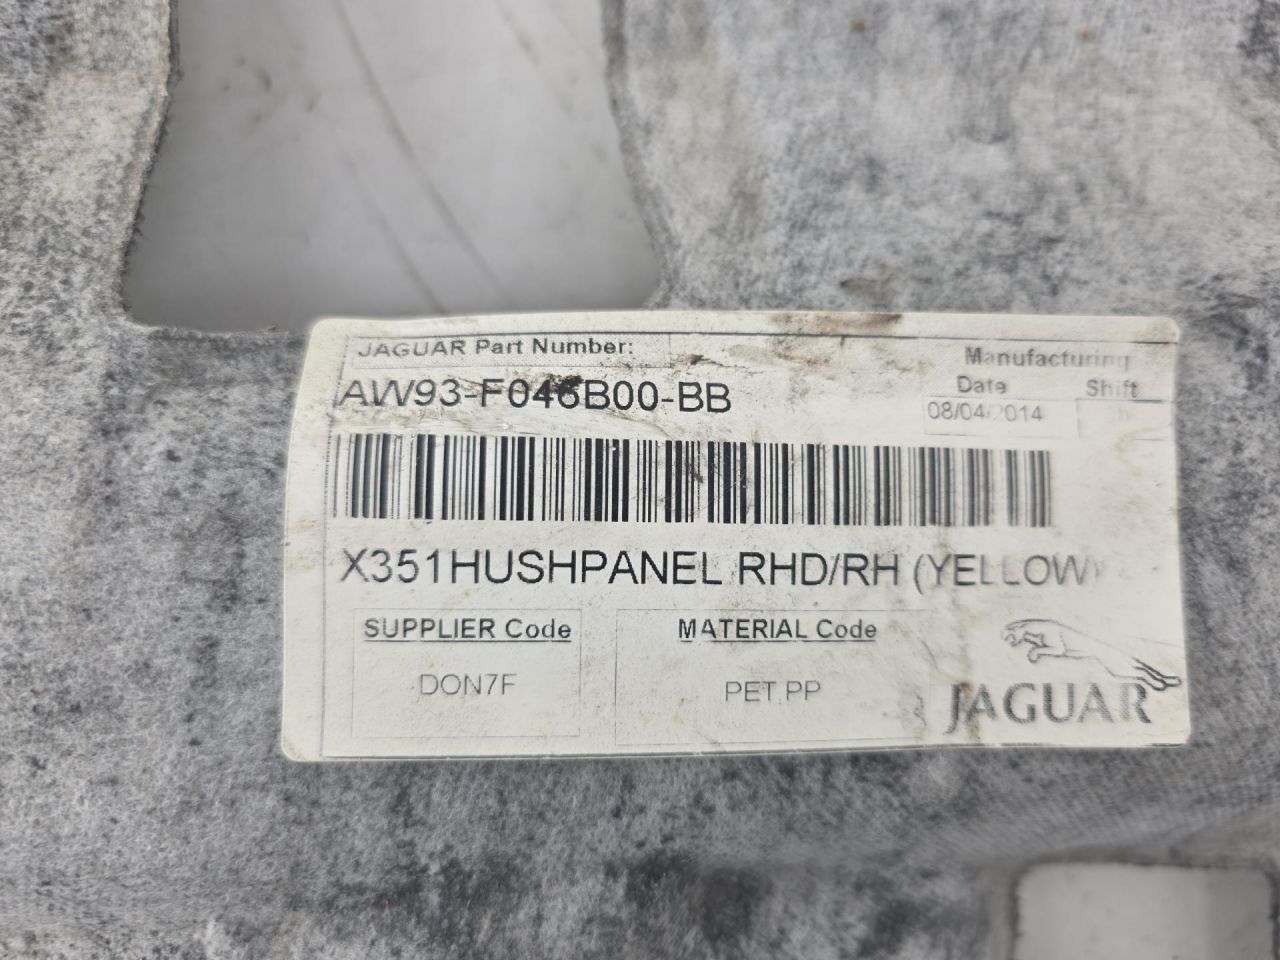 JAGUAR Part Number:
AW93-F046B00-BB
Manufacturing
Date Shift
08/04/2014
X351HUSHPANEL RHD/RH (YELLOW)
SUPPLIER Code
MATERIAL Code
DON7F
PET PP
JAGUAR